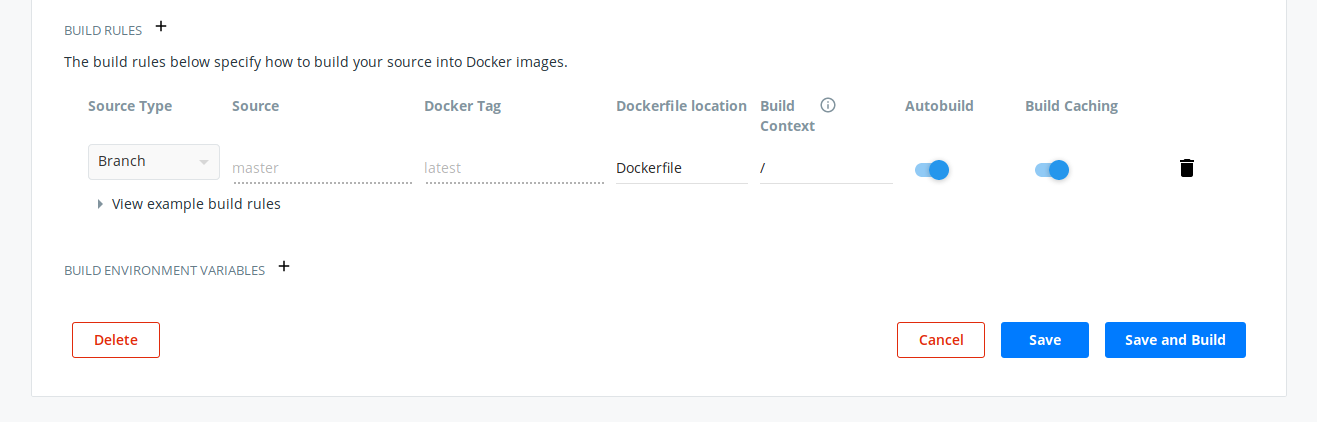 BUILD RULES +
The build rules below specify how to build your source into Docker images.
Source Type Source Docker Tag Dockerfile location Build Context Autobuild Build Caching
Branch master latest Dockerfile /
View example build rules
BUILD ENVIRONMENT VARIABLES +
Delete Cancel Save Save and Build